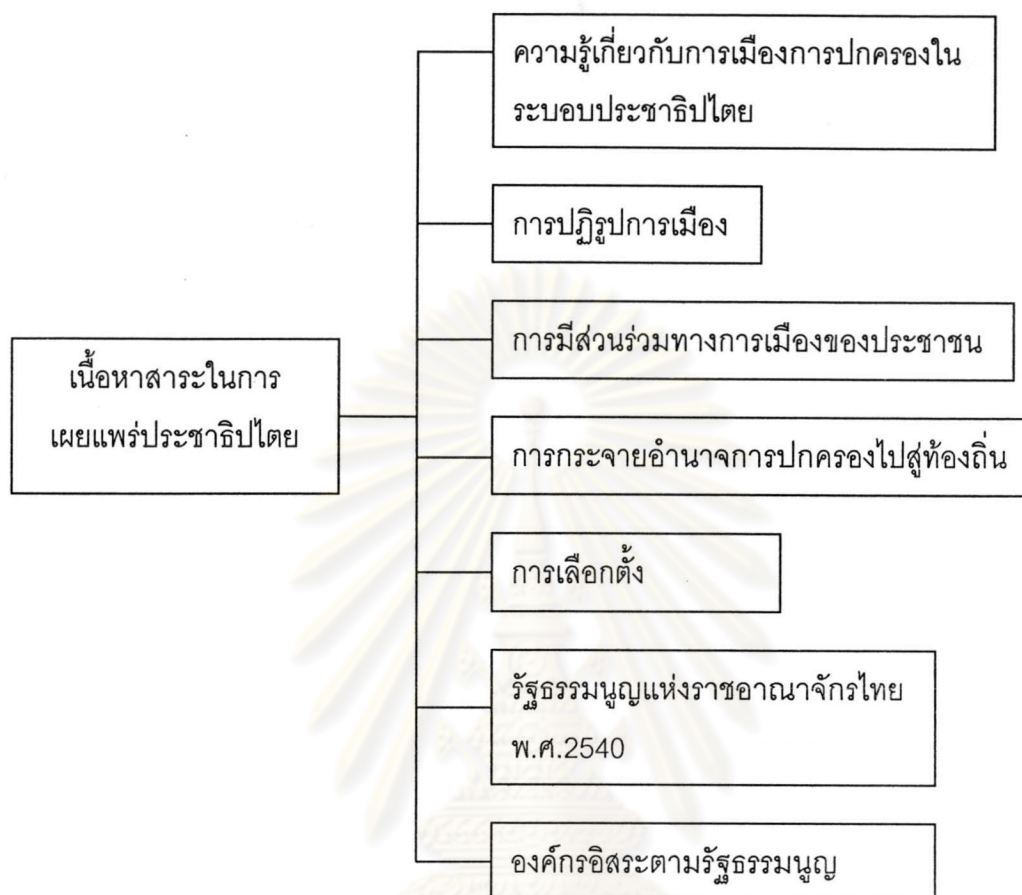 ความรู้เกี่ยวกับการเมืองการปกครองใน
ระบอบประชาธิปไตย
การปฏิรูปการเมือง
การมีส่วนร่วมทางการเมืองของประชาชน
เนื้อหาสาระในการ
เผยแพร่ประชาธิปไตย
การกระจายอำนาจการปกครองไปสู่ท้องถิ่น
การเลือกตั้ง
รัฐธรรมนูญแห่งราชอาณาจักรไทย
พ.ศ.2540
องค์กรอิสระตามรัฐธรรมนูญ